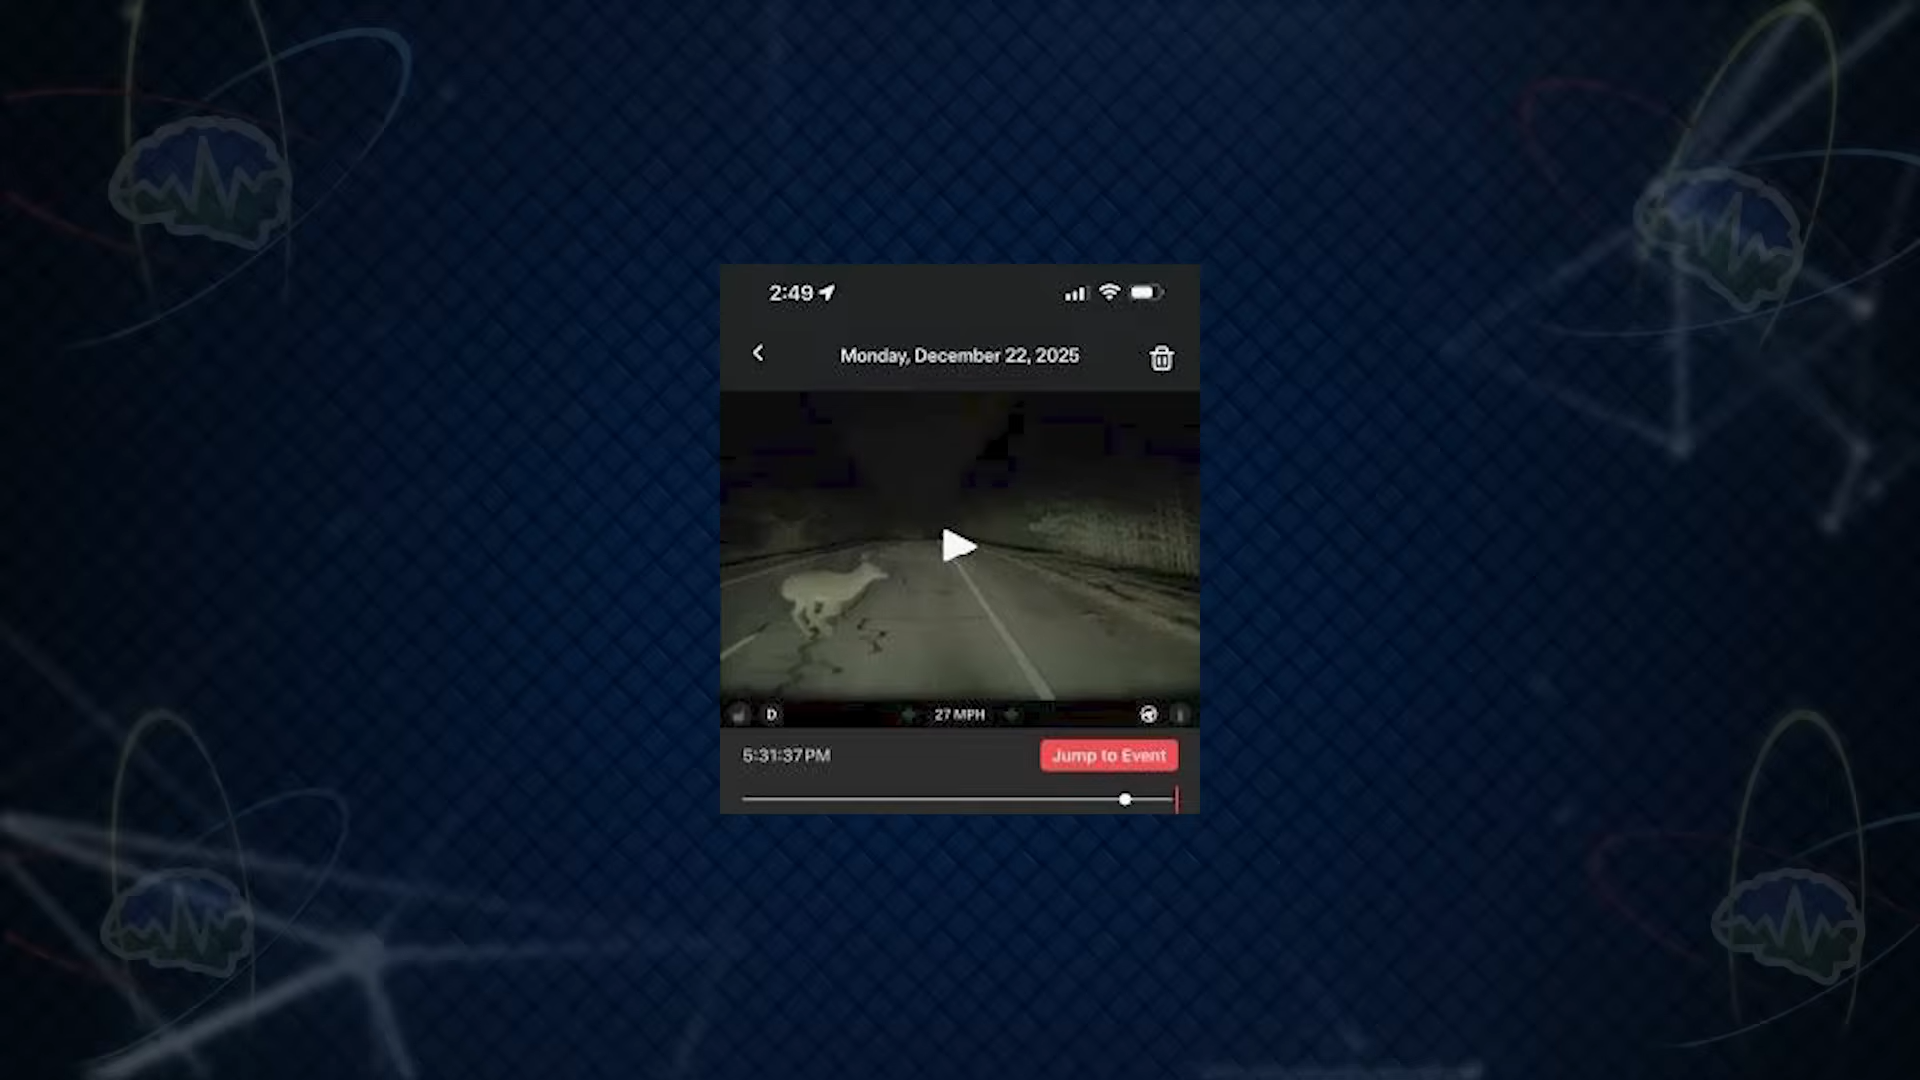 2:49
Monday, December 22, 2025
D
27 MPH
5:31:37 PM
Jump to Event